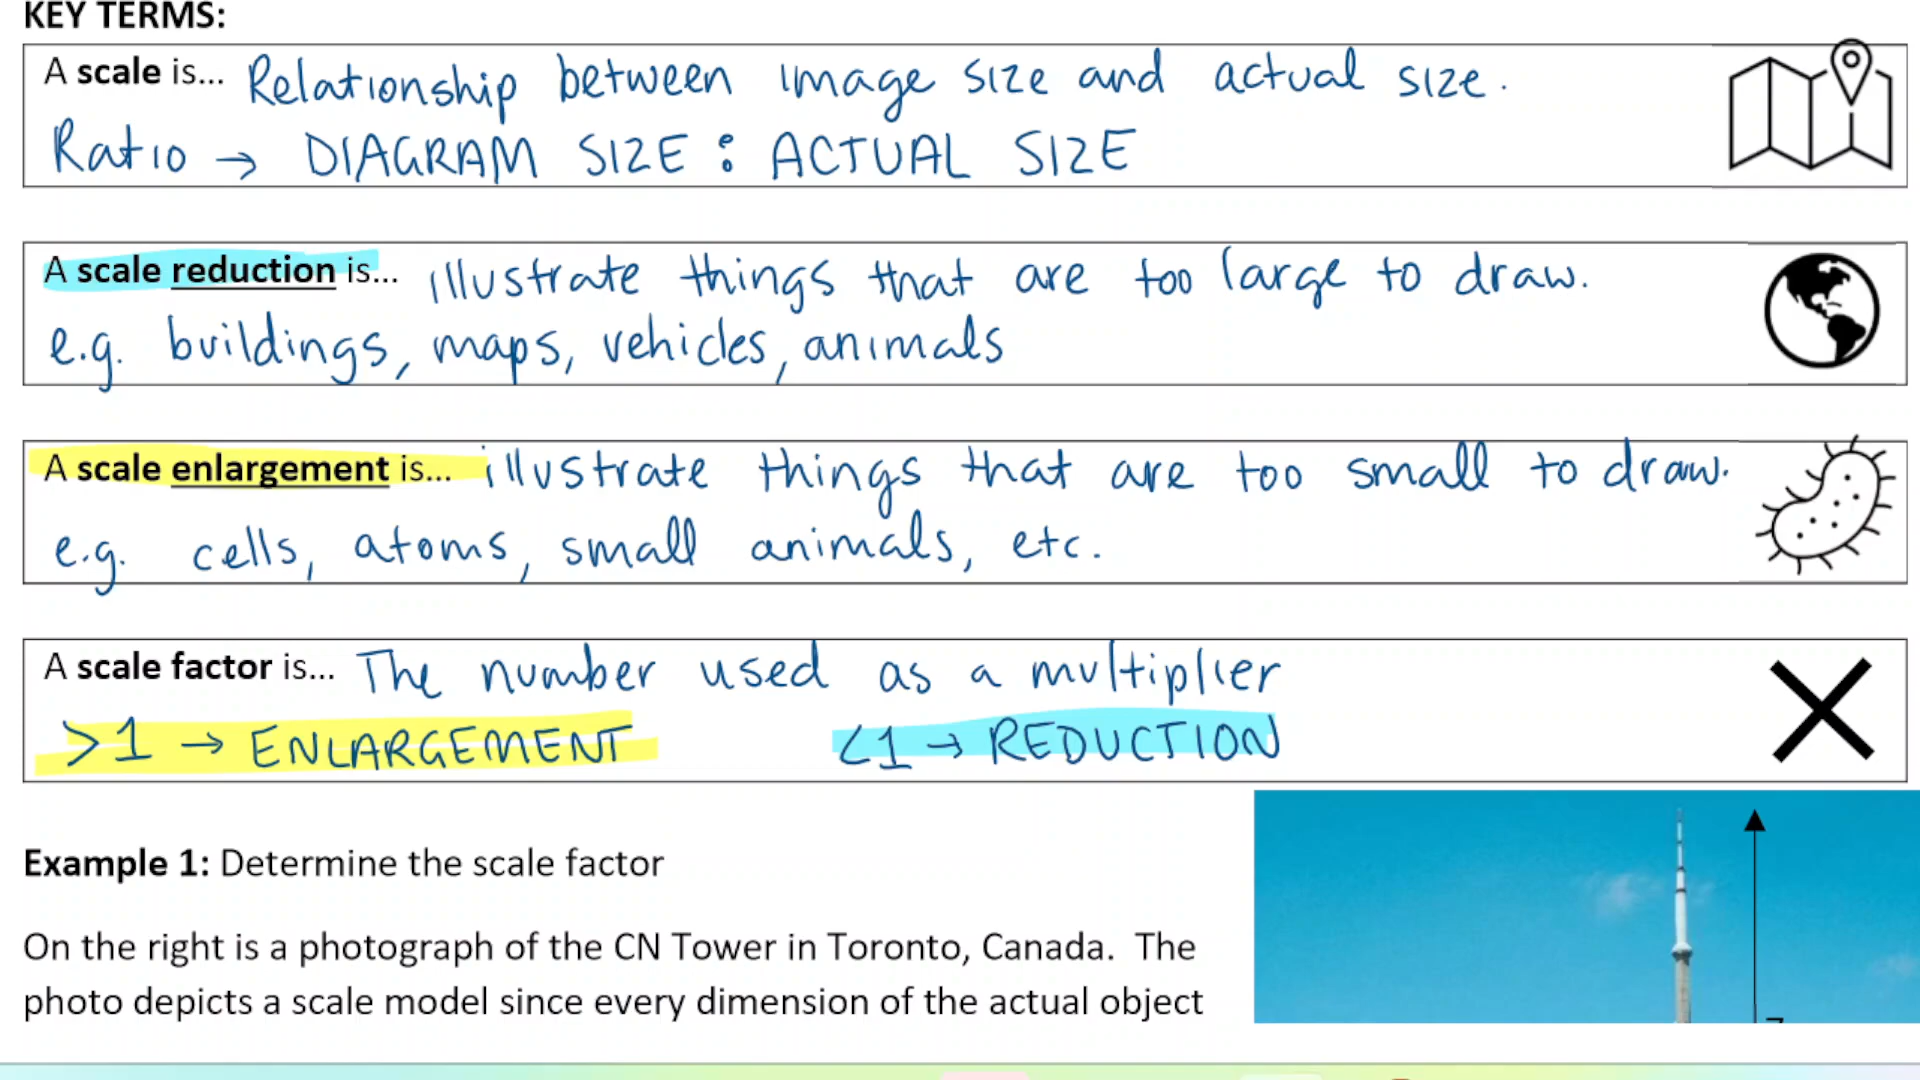 KEY TERMS:
A scale is... Relationship between image size and actual size.
Ratio → DIAGRAM SIZE : ACTUAL SIZE
A scale reduction is... illustrate things that are too large to draw.
e.g. buildings, maps, vehicles, animals
A scale enlargement is... illustrate things that are too small to draw.
e.g. cells, atoms, small animals, etc.
A scale factor is... The number used as a multiplier
>1 → ENLARGEMENT <1 → REDUCTION
Example 1: Determine the scale factor
On the right is a photograph of the CN Tower in Toronto, Canada. The
photo depicts a scale model since every dimension of the actual object